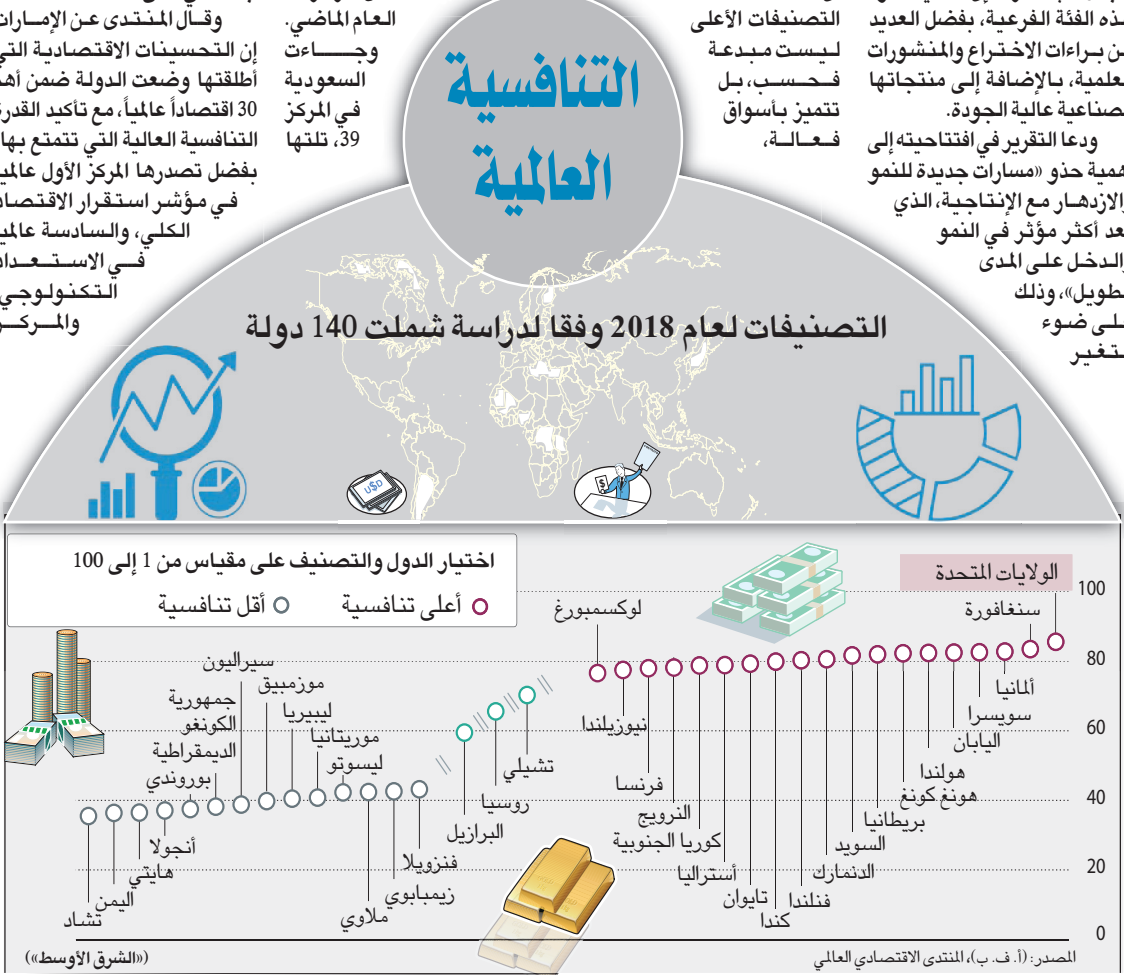 هذه الفئة الفرعية، بفضل العديد
من براءات الاختراع والمنشورات
العلمية، بالإضافة إلى منتجاتها
الصناعية عالية الجودة.
ودعا التقرير في افتتاحيته إلى
أهمية حذو «مسارات جديدة للنمو
والازدهار مع الإنتاجية، الذي
يعد أكثر مؤثر في النمو
والدخل على المدى
الطويل»، وذلك
على ضوء
التصنيفات الأعلى
ليست مبدعة
فحسب، بل
تتميز بأسواق
فعالة،
العام الماضي.
وجاءت
السعودية
في المركز
39، تلتها
وقال المنتدى عن الإمارات
إن التحسينات الاقتصادية التي
أطلقتها وضعت الدولة ضمن أهم
30 اقتصاداً عالمياً، مع تأكيد القدرة
التنافسية العالية التي تتمتع بها
بفضل تصدرها المركز الأول عالمياً
في مؤشر استقرار الاقتصاد
الكلي، والسادسة عالمياً
في الاستعداد
التكنولوجي
والمركز
التنافسية
العالمية
التصنيفات لعام 2018 وفقا لدراسة شملت 140 دولة
U$D
$
اختيار الدول والتصنيف على مقياس من 1 إلى 100
أعلى تنافسية
أقل تنافسية
100
80
60
40
20
0
الولايات المتحدة
سنغافورة
ألمانيا
سويسرا
اليابان
هولندا
هونغ كونغ
بريطانيا
السويد
الدنمارك
فنلندا
كندا
تايوان
أستراليا
كوريا الجنوبية
النرويج
فرنسا
نيوزيلندا
لوكسمبورغ
تشيلي
روسيا
البرازيل
فنزويلا
زيمبابوي
ملاوي
ليسوتو
موريتانيا
ليبيريا
موزمبيق
سيراليون
جمهورية
الكونغو
الديمقراطية
بوروندي
أنجولا
هايتي
اليمن
تشاد
المصدر: (أ. ف. ب)، المنتدى الاقتصادي العالمي
(«الشرق الأوسط»)